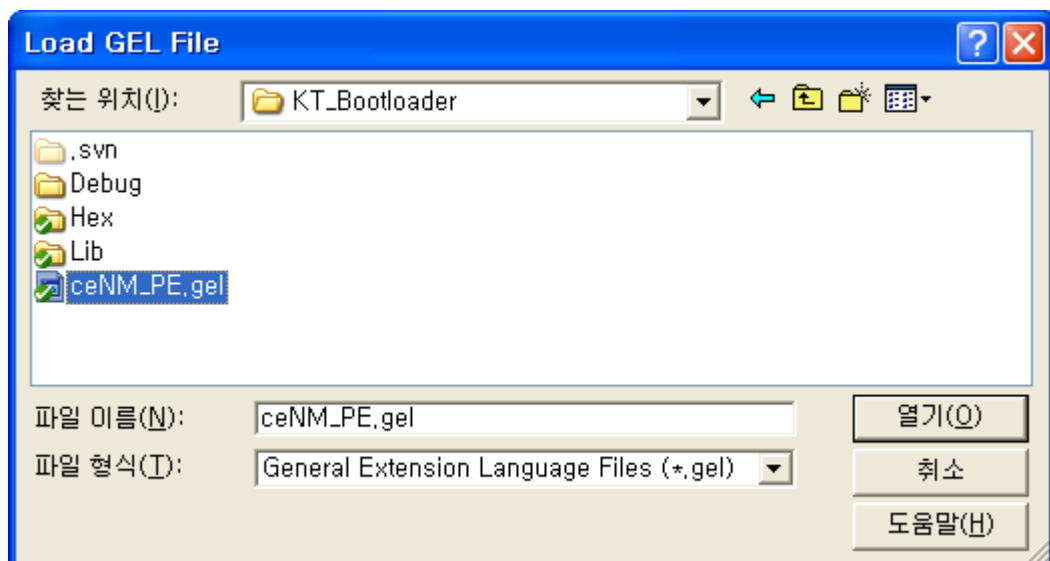 Load GEL File
찾는 위치(I): KT_Bootloader
.svn
Debug
Hex
Lib
ceNM_PE.gel
파일 이름(N): ceNM_PE.gel 열기(O)
파일 형식(T): General Extension Language Files (*.gel) 취소
도움말(H)